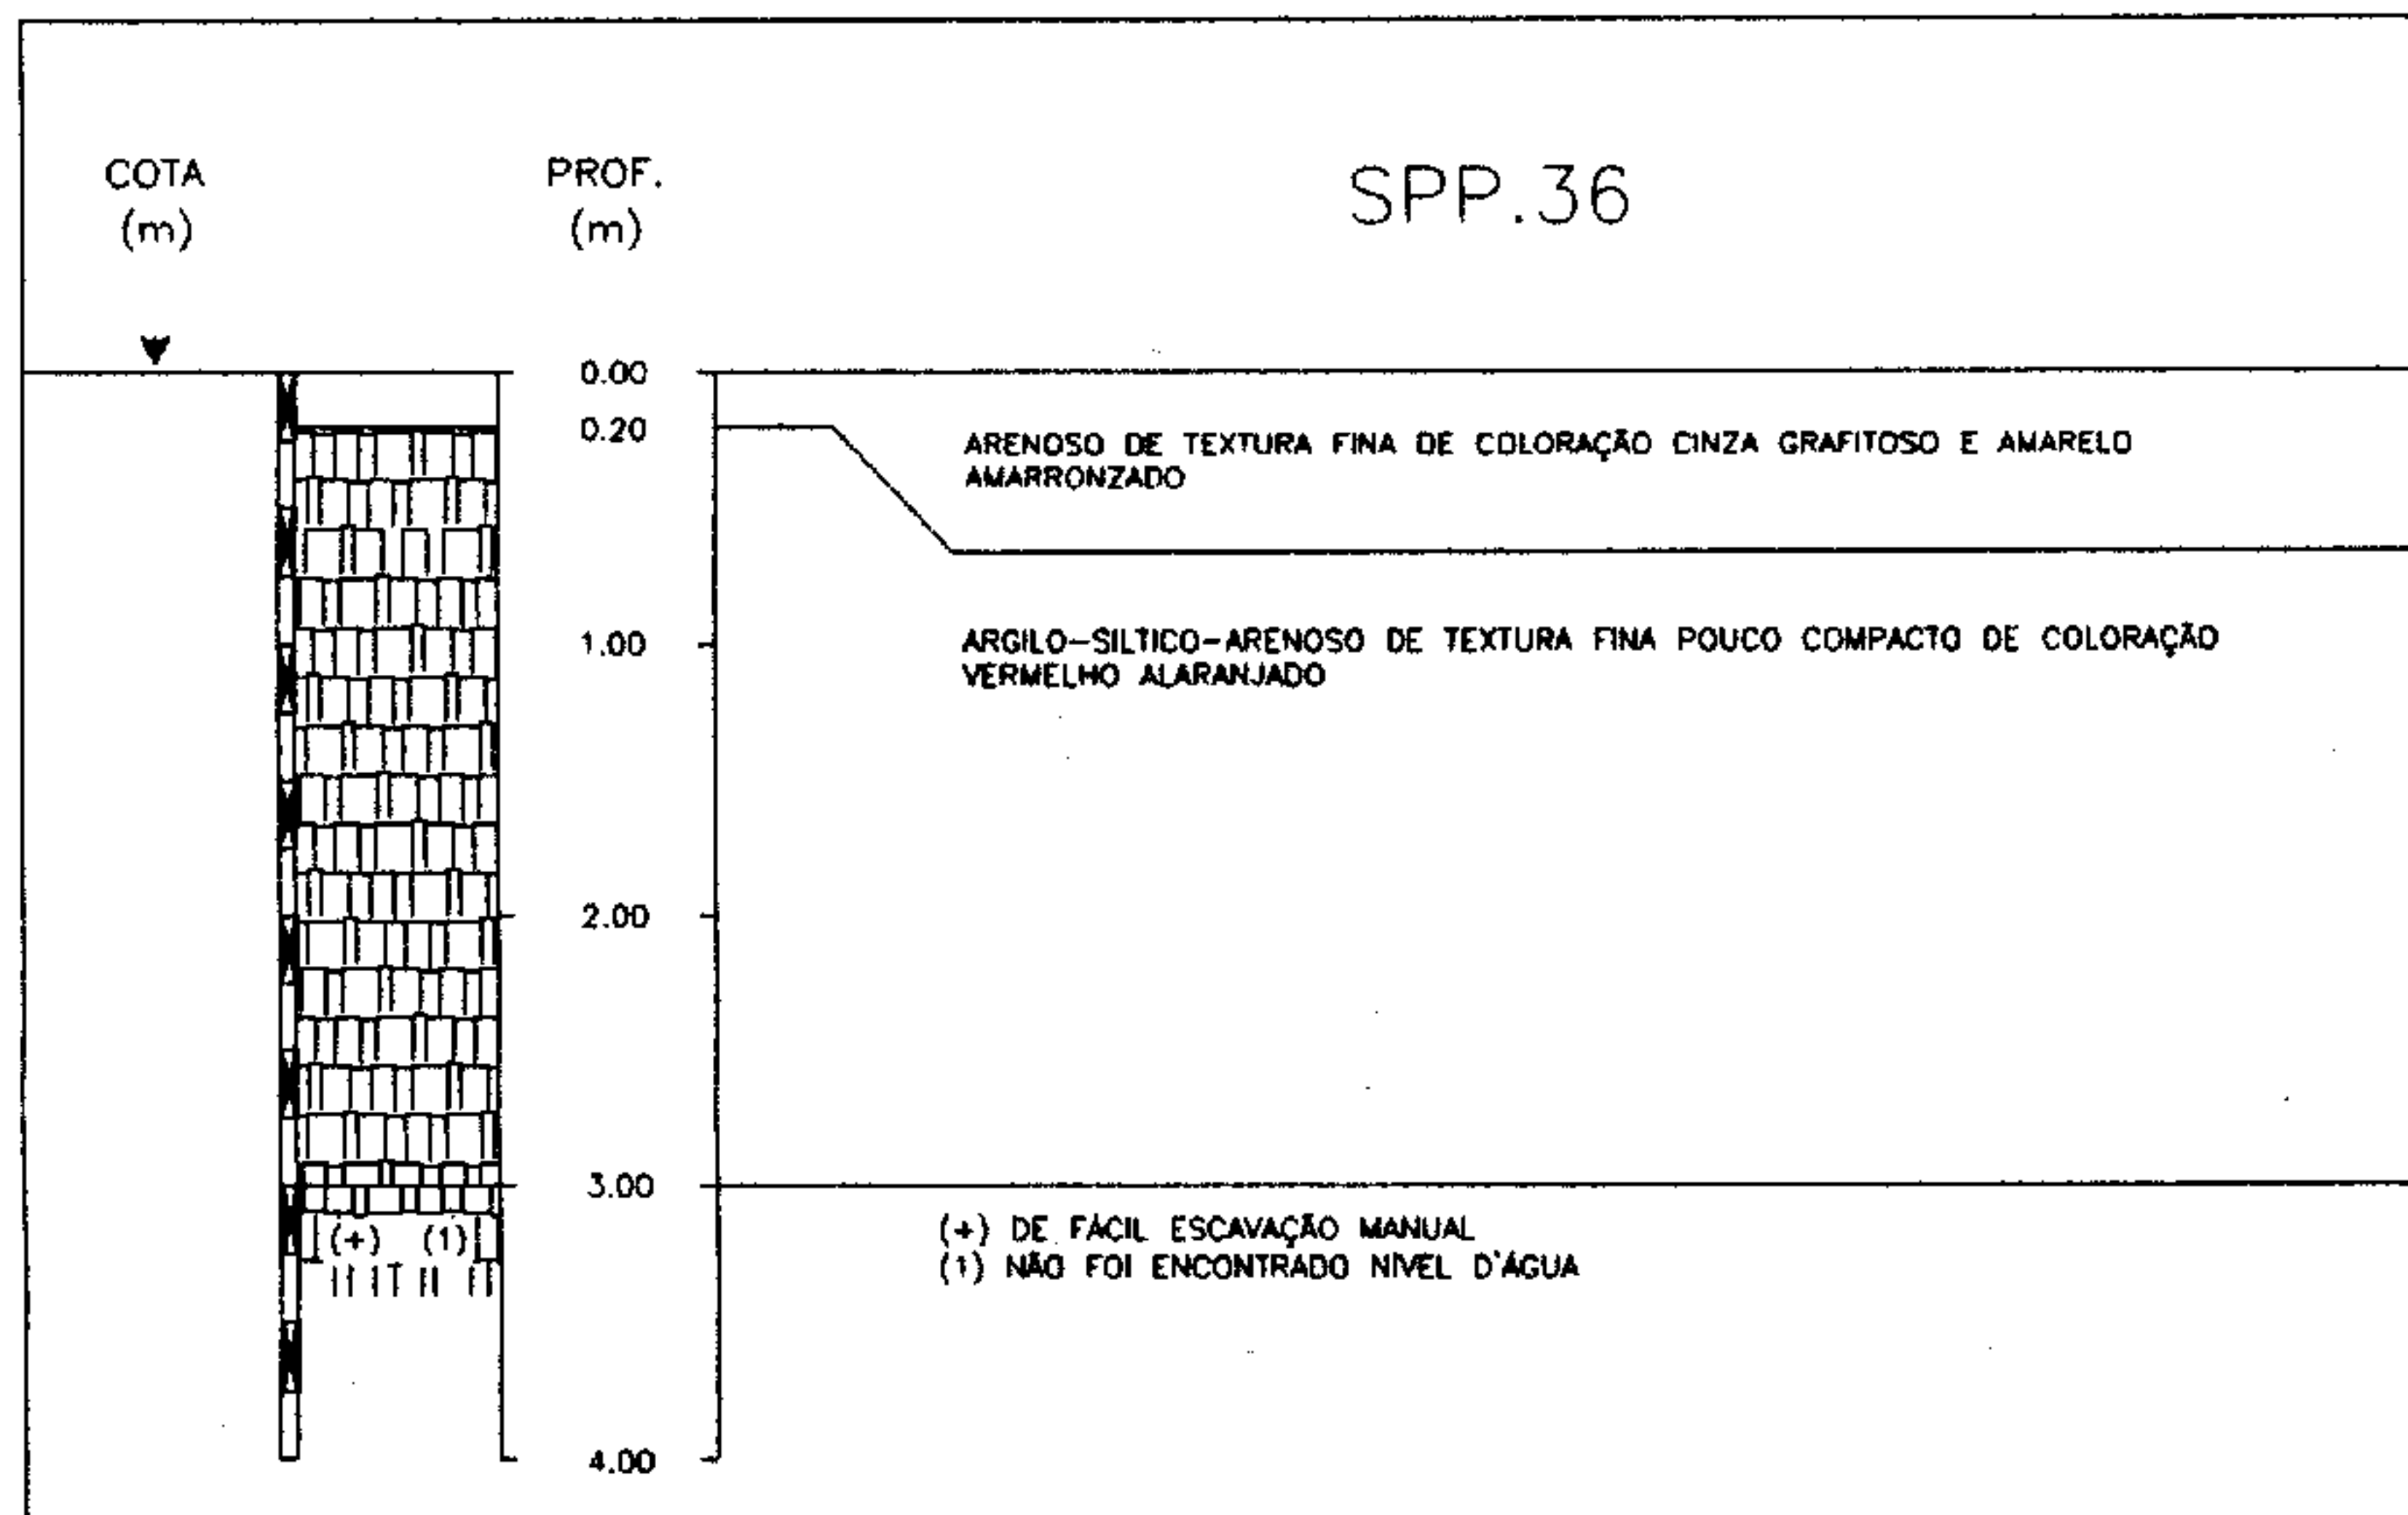 COTA
(m)
PROF.
(m)
SPP.36
0.00
0.20
ARENOSO DE TEXTURA FINA DE COLORAÇÃO CINZA GRAFITOSO E AMARELO
AMARRONZADO
1.00
ARGILO-SILTICO-ARENOSO DE TEXTURA FINA POUCO COMPACTO DE COLORAÇÃO
VERMELHO ALARANJADO
2.00
3.00
(+) (1)
(+) DE FÁCIL ESCAVAÇÃO MANUAL
(1) NÃO FOI ENCONTRADO NIVEL D'ÁGUA
4.00